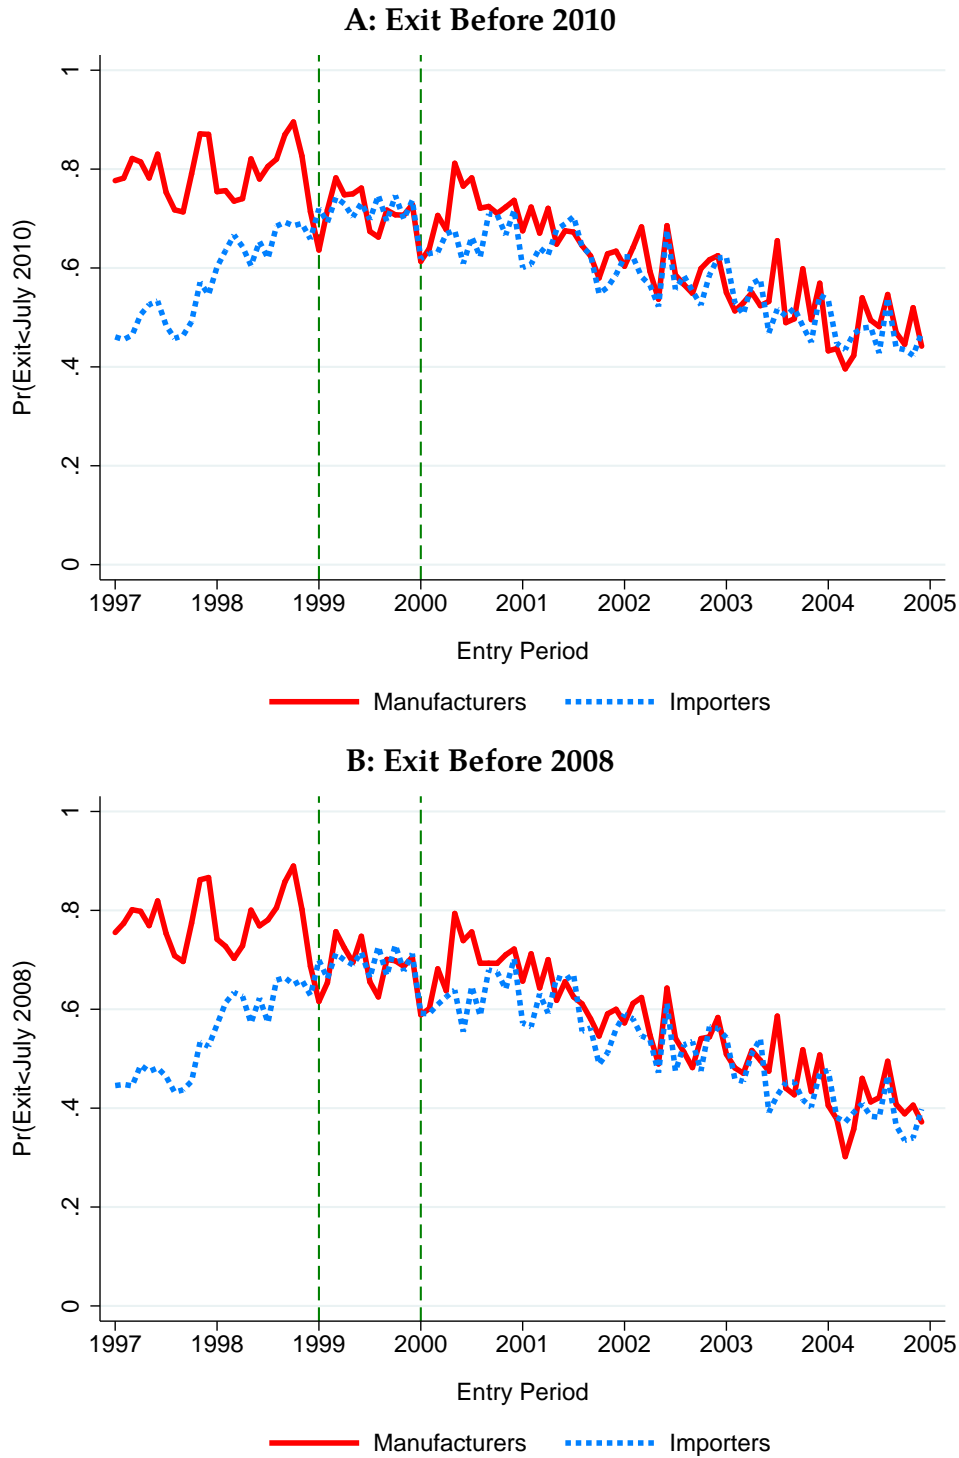 A: Exit Before 2010
Pr(Exit<July 2010)
1
.8
.6
.4
.2
0
1997 1998 1999 2000 2001 2002 2003 2004 2005
Entry Period
Manufacturers Importers
B: Exit Before 2008
Pr(Exit<July 2008)
1
.8
.6
.4
.2
0
1997 1998 1999 2000 2001 2002 2003 2004 2005
Entry Period
Manufacturers Importers